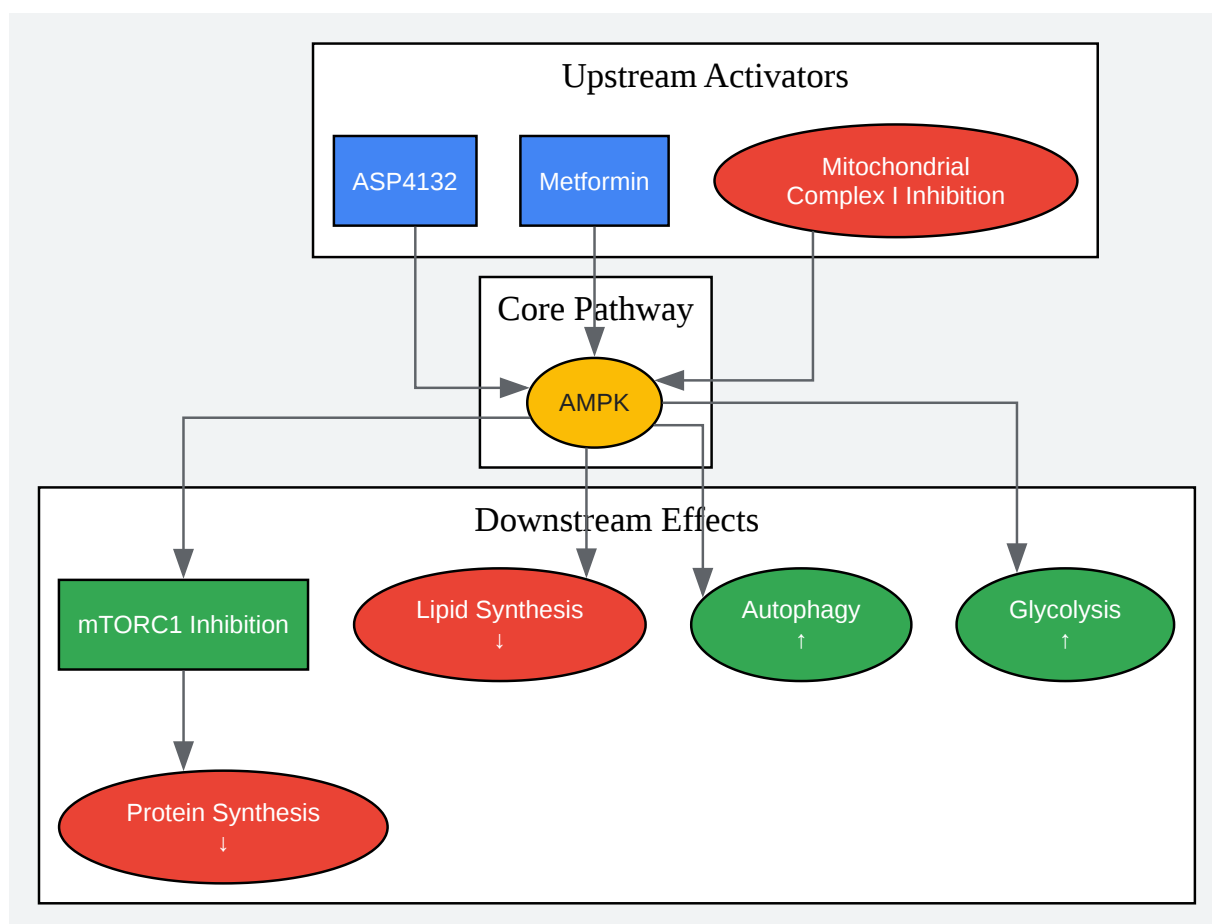 Upstream Activators
ASP4132
Metformin
Mitochondrial
Complex I Inhibition
Core Pathway
AMPK
Downstream Effects
mTORC1 Inhibition
Lipid Synthesis
↓
Autophagy
↑
Glycolysis
↑
Protein Synthesis
↓